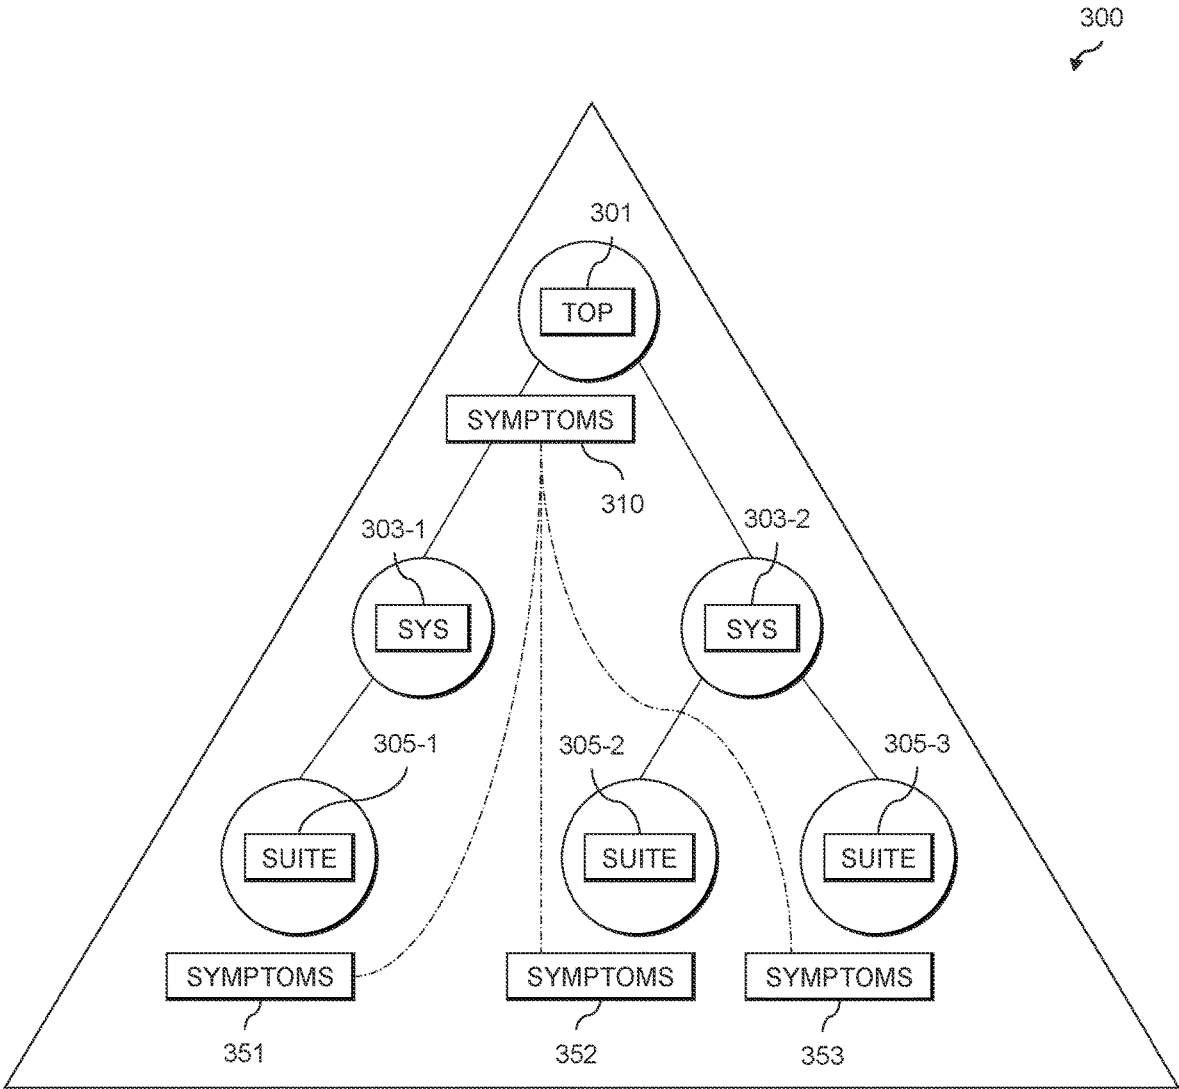 300
301
TOP
SYMPTOMS
310
303-1
303-2
SYS
SYS
305-1
305-2
305-3
SUITE
SUITE
SUITE
SYMPTOMS
SYMPTOMS
SYMPTOMS
351
352
353